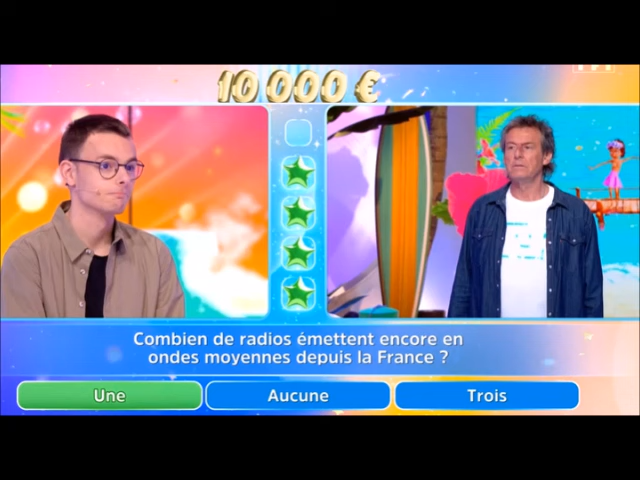 10 000 €
Combien de radios émettent encore en
ondes moyennes depuis la France ?
Une
Aucune
Trois